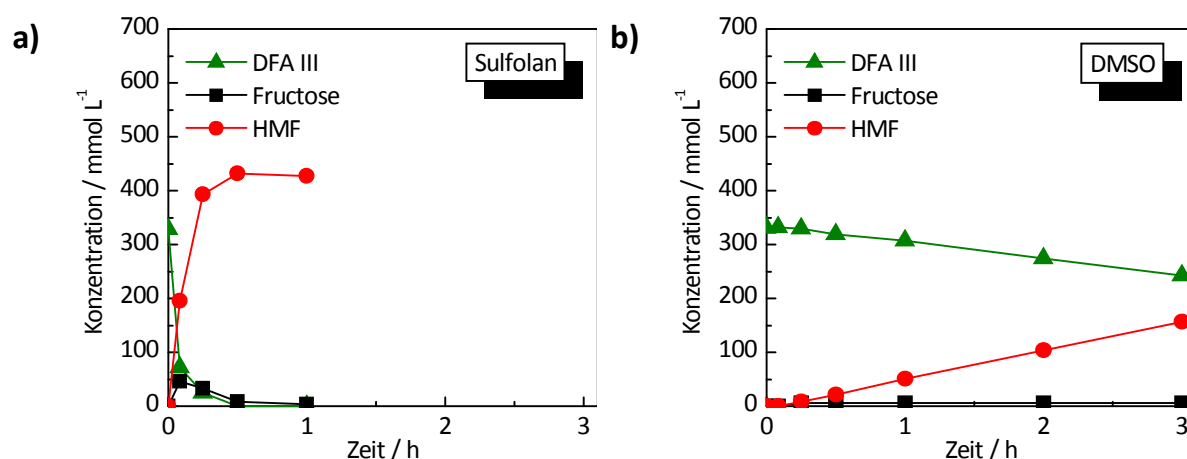 a)
700
600
500
400
300
200
100
0
Konzentration / mmol L⁻¹
DFA III
Fructose
HMF
Sulfolan
0
1
2
3
Zeit / h
b)
700
600
500
400
300
200
100
0
Konzentration / mmol L⁻¹
DFA III
Fructose
HMF
DMSO
0
1
2
3
Zeit / h